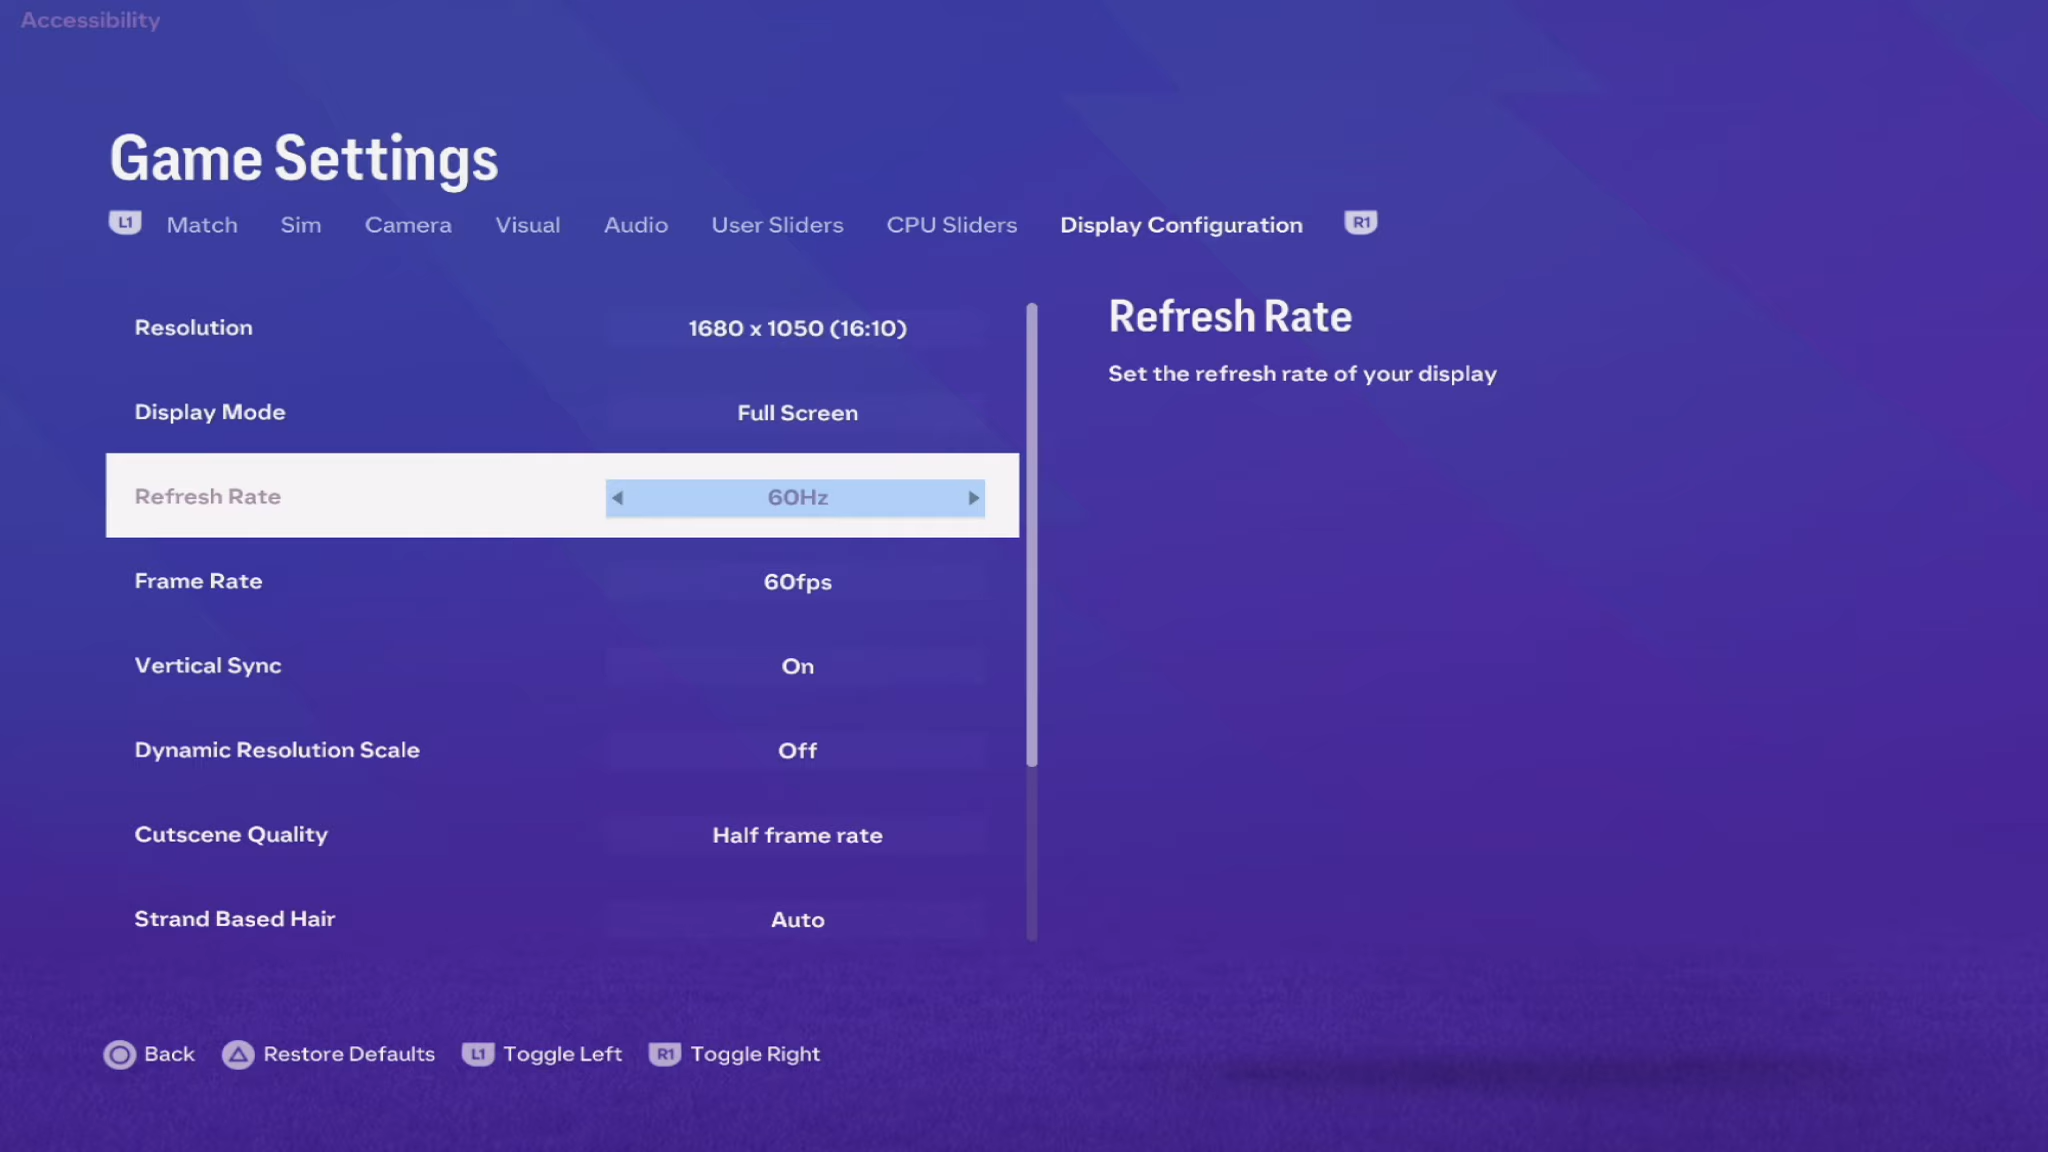 Accessibility
Game Settings
L1 Match Sim Camera Visual Audio User Sliders CPU Sliders Display Configuration R1
Resolution 1680 x 1050 (16:10)
Refresh Rate
Set the refresh rate of your display
Display Mode Full Screen
Refresh Rate 60Hz
Frame Rate 60fps
Vertical Sync On
Dynamic Resolution Scale Off
Cutscene Quality Half frame rate
Strand Based Hair Auto
Back Restore Defaults L1 Toggle Left R1 Toggle Right